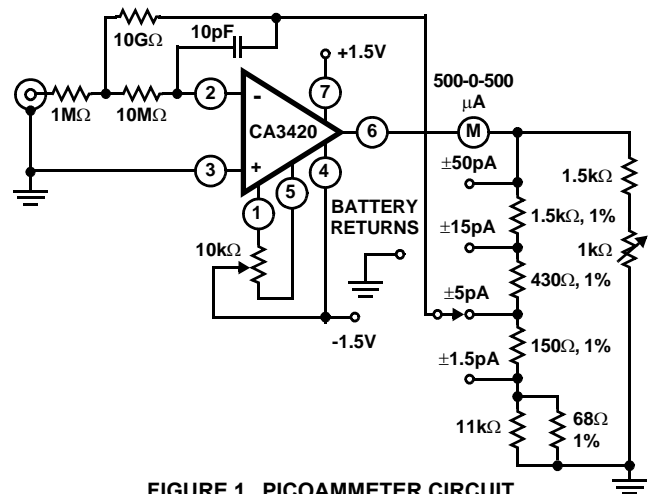 10GΩ
10pF
+1.5V
1MΩ
10MΩ
2
-
7
500-0-500
μA
CA3420
6
M
3
+
4
5
1
±50pA
1.5kΩ
BATTERY
RETURNS
1.5kΩ, 1%
±15pA
1kΩ
10kΩ
430Ω, 1%
±5pA
-1.5V
150Ω, 1%
±1.5pA
11kΩ
68Ω
1%
FIGURE 1. PICOAMMETER CIRCUIT